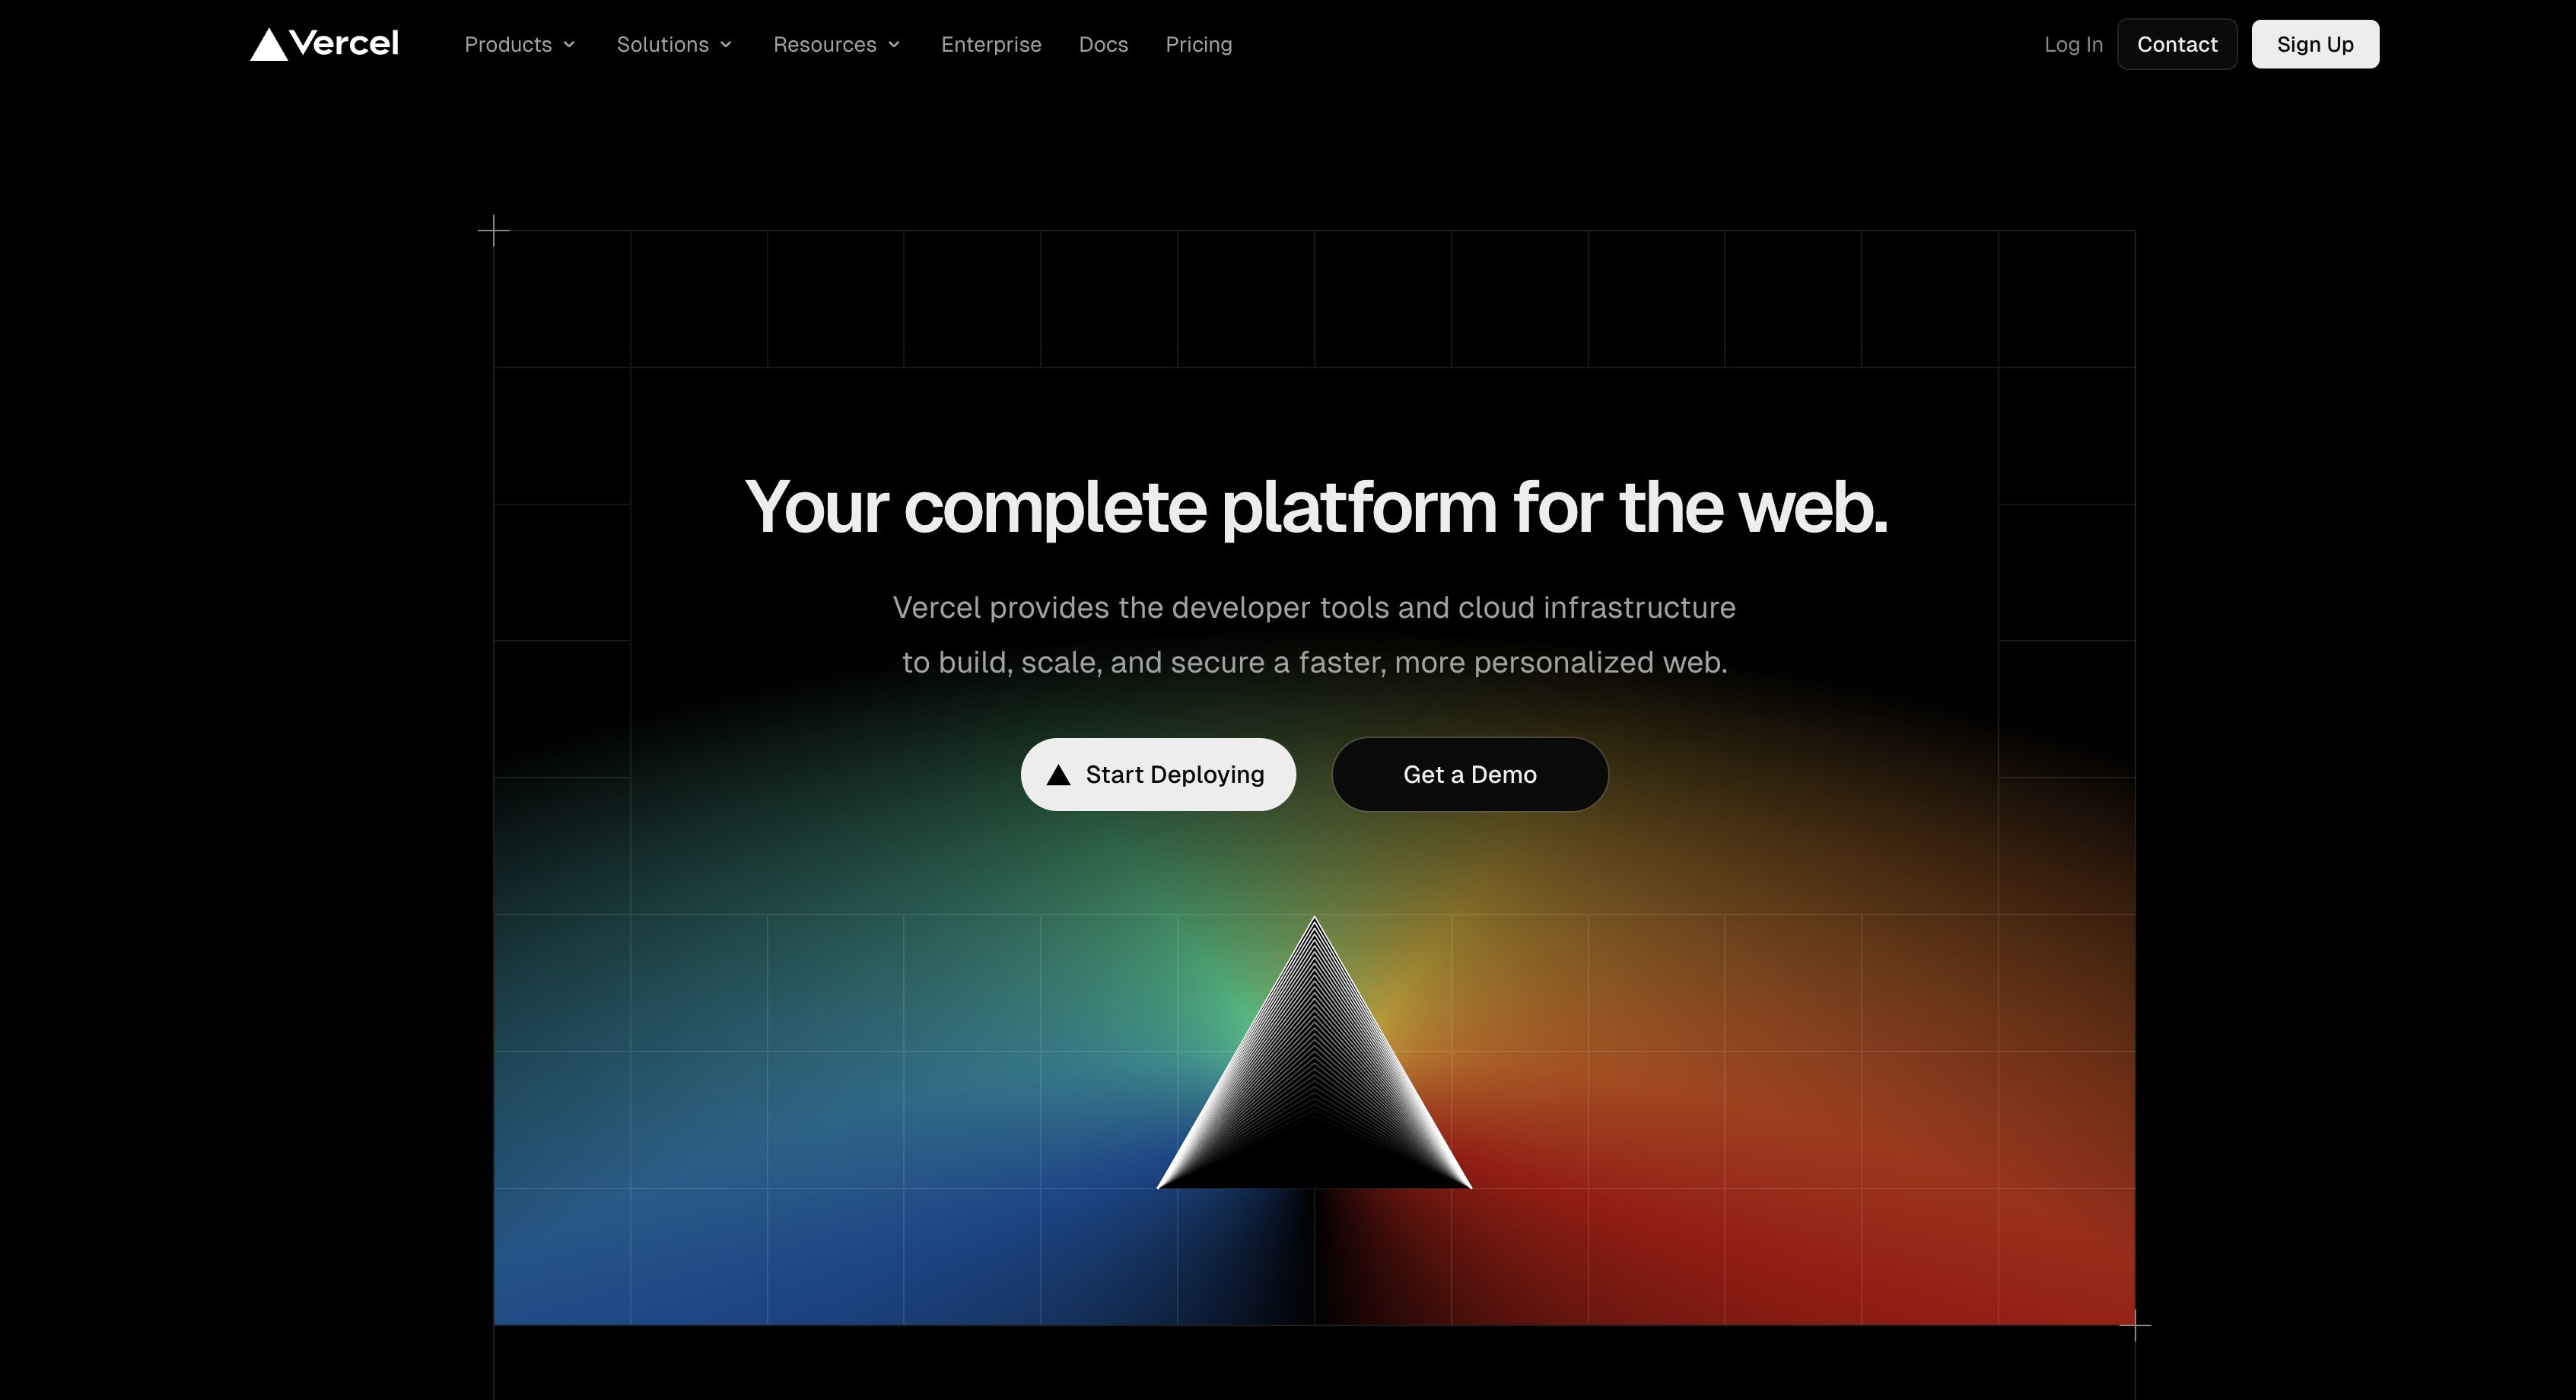 Vercel
Products
Solutions
Resources
Enterprise
Docs
Pricing
Log In
Contact
Sign Up
Your complete platform for the web.
Vercel provides the developer tools and cloud infrastructure
to build, scale, and secure a faster, more personalized web.
Start Deploying
Get a Demo